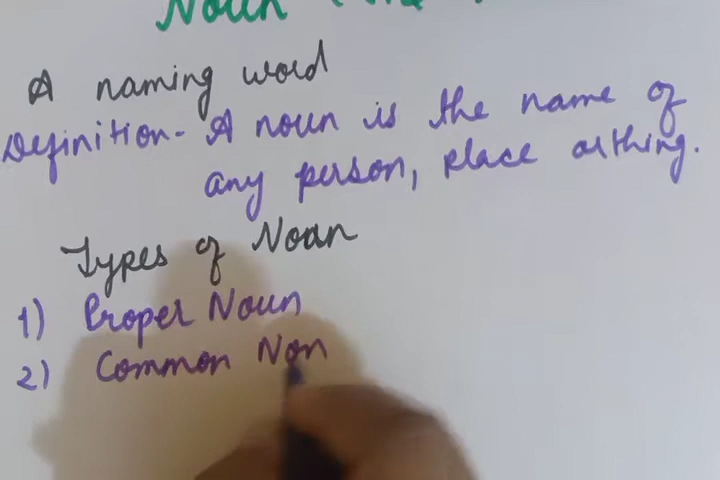 Noun
A naming word
Definition- A noun is the name of
any person, place or thing.
Types of Noun
1) Proper Noun
2) Common Non